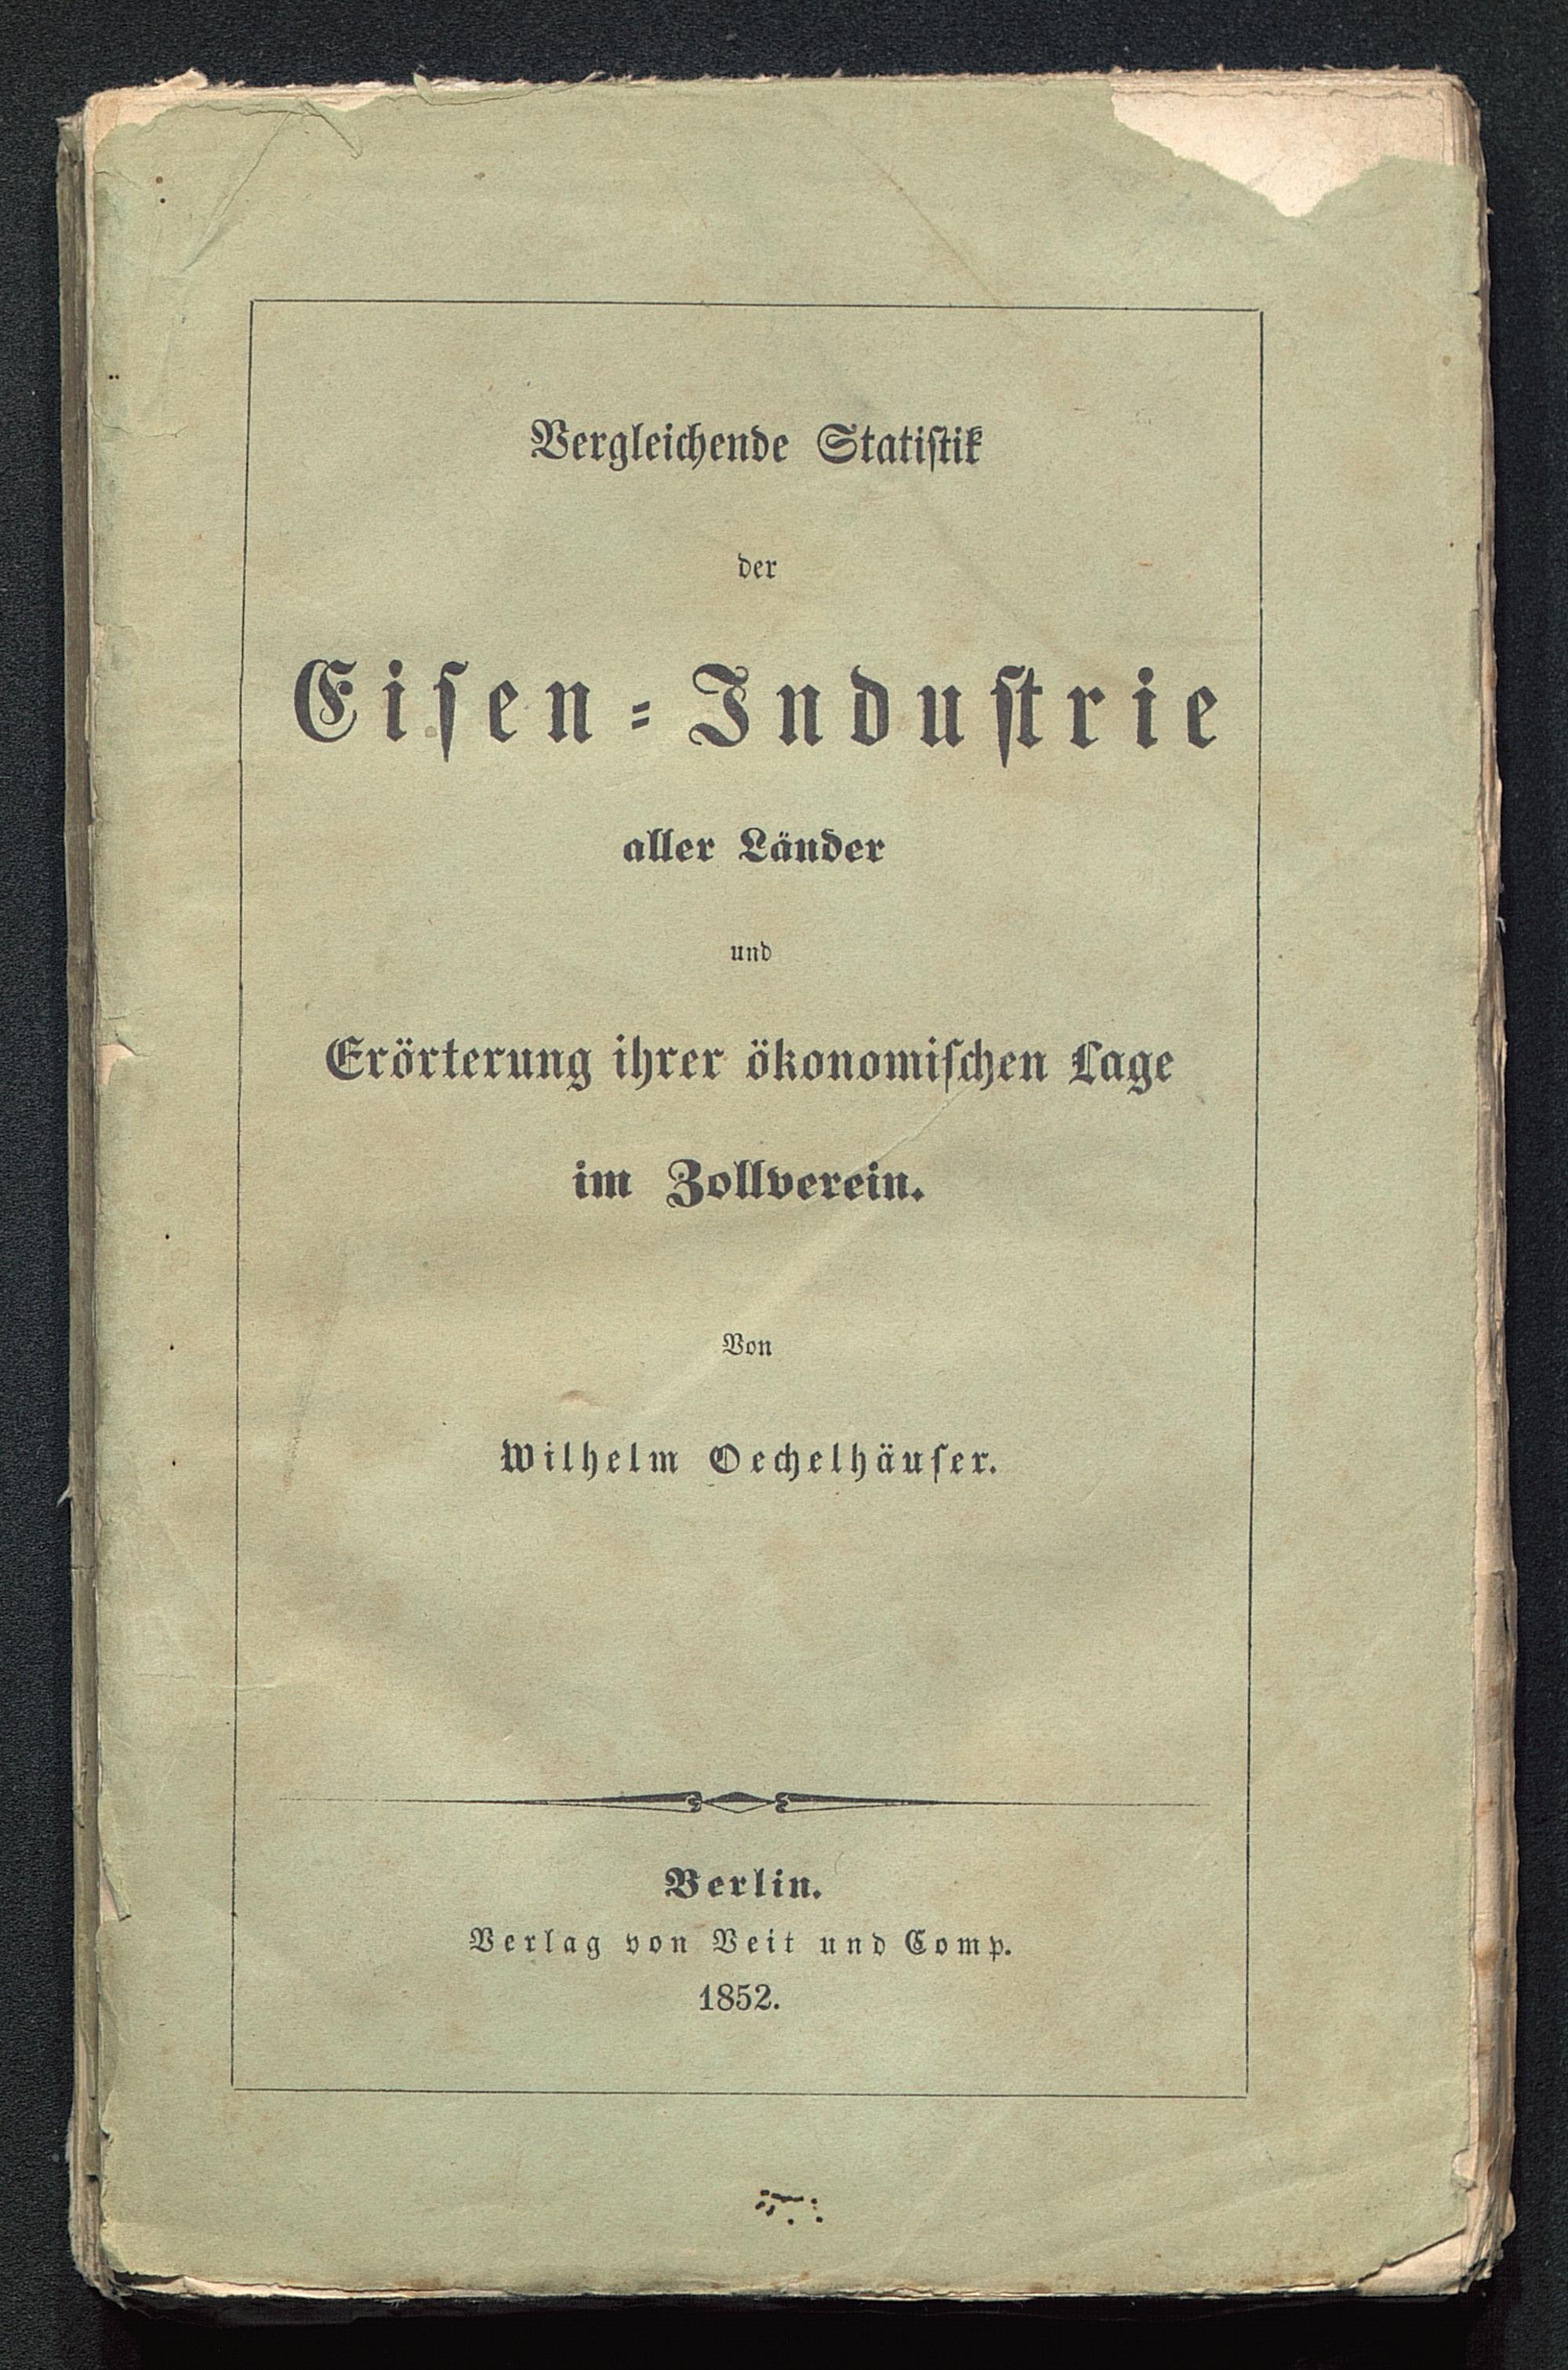 Vergleichende Statiſtik
der
Eiſen-Induſtrie
aller Länder
und
Erörterung ihrer ökonomiſchen Lage
im Zollverein.
Von
Wilhelm Oechelhäuſer.
Berlin.
Verlag von Veit und Comp.
1852.